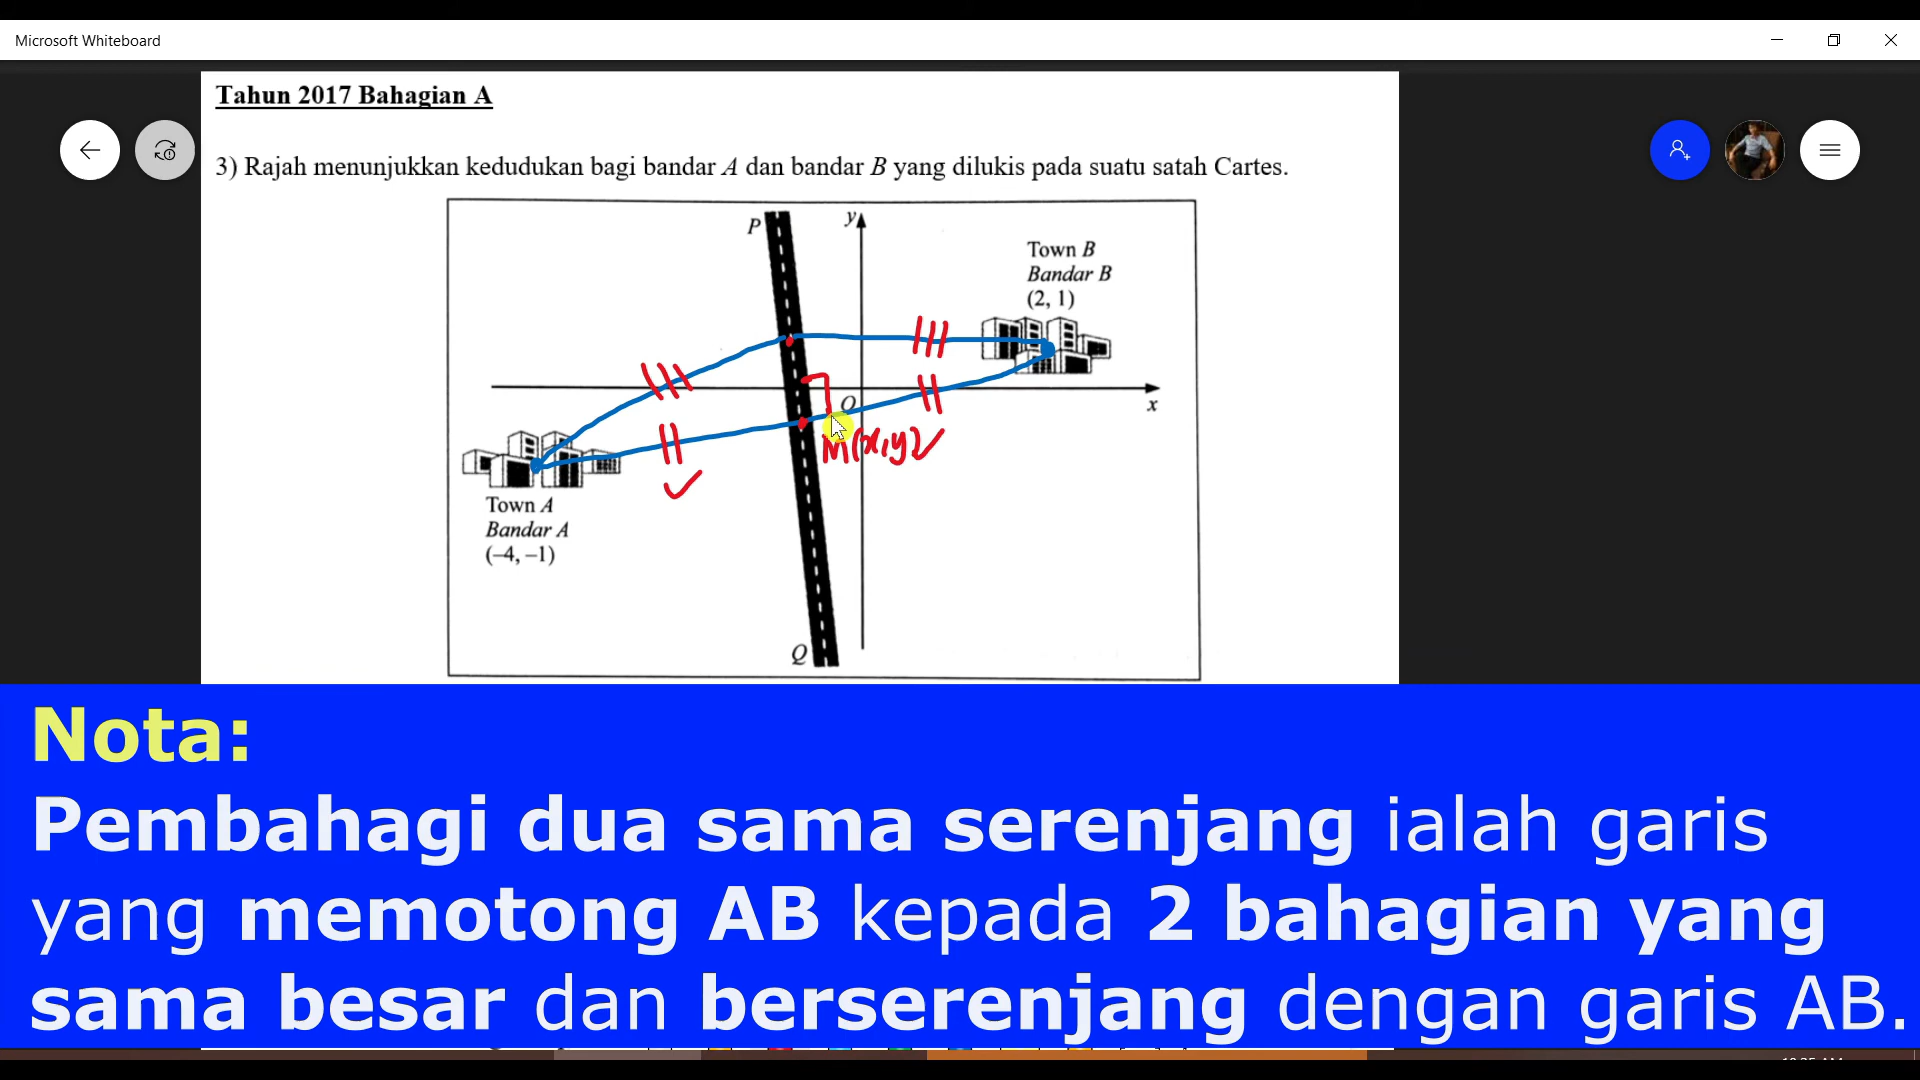 Microsoft Whiteboard
Tahun 2017 Bahagian A
3) Rajah menunjukkan kedudukan bagi bandar A dan bandar B yang dilukis pada suatu satah Cartes.
P
y
Town B
Bandar B
(2, 1)
O
x
M(x,y)
Town A
Bandar A
(–4, –1)
Q
Nota:
Pembahagi dua sama serenjang ialah garis
yang memotong AB kepada 2 bahagian yang
sama besar dan berserenjang dengan garis AB.